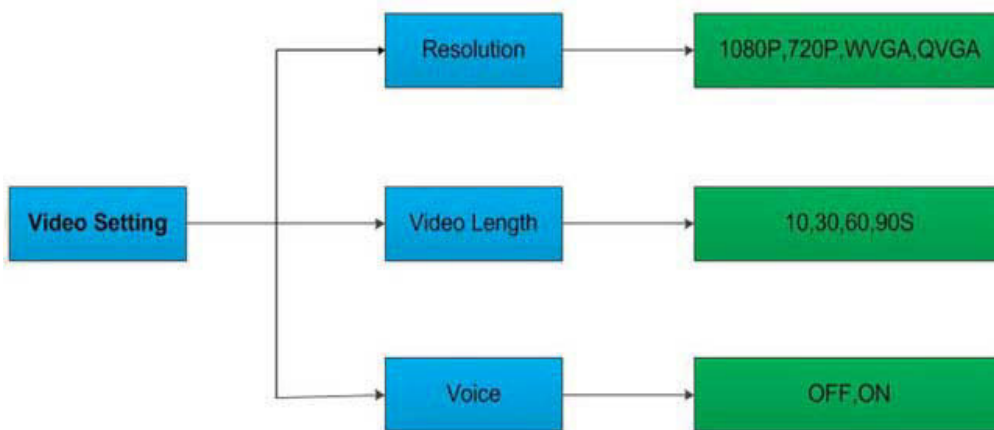 Resolution
1080P,720P,WVGA,QVGA
Video Setting
Video Length
10,30,60,90S
Voice
OFF,ON